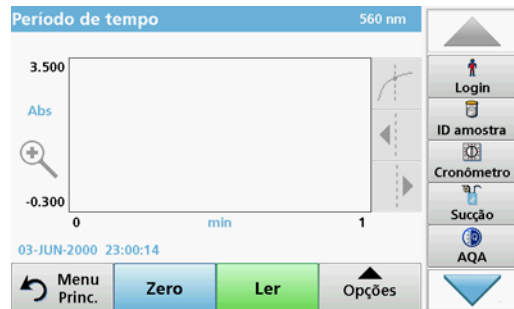 Período de tempo 560 nm
3.500
Abs
-0.300
0 min 1
03-JUN-2000 23:00:14
Menu
Princ.
Zero
Ler
Opções
Login
ID amostra
Cronômetro
Sucção
AQA